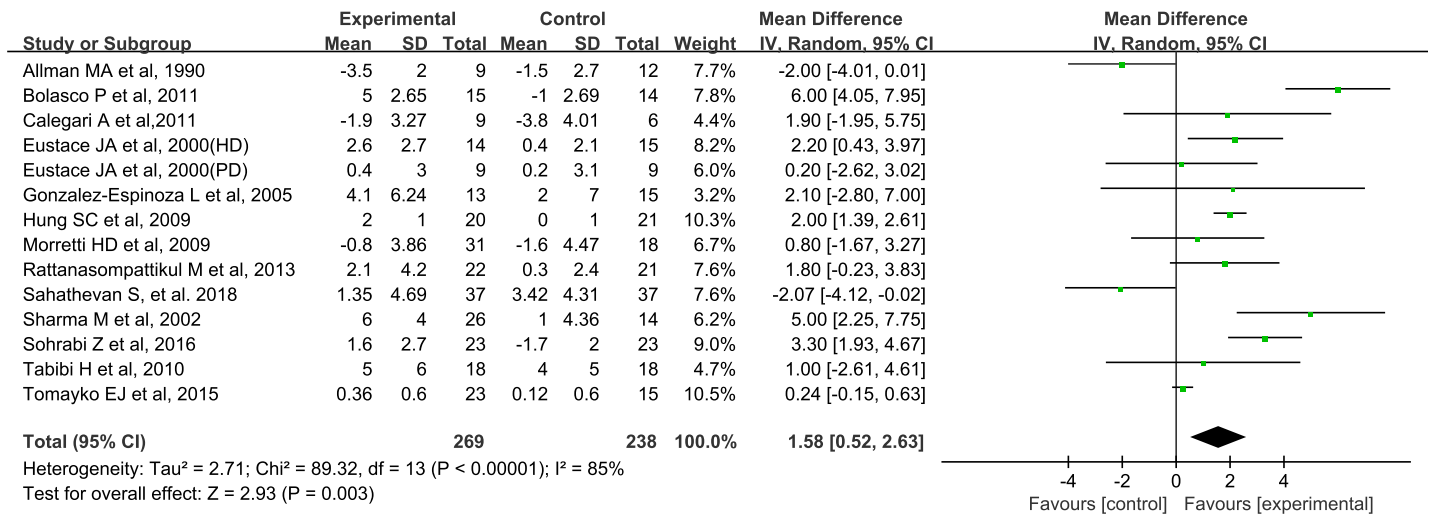 Experimental Control Mean Difference Mean Difference
Study or Subgroup Mean SD Total Mean SD Total Weight IV, Random, 95% CI IV, Random, 95% CI
Allman MA et al, 1990 -3.5 2 9 -1.5 2.7 12 7.7% -2.00 [-4.01, 0.01]
Bolasco P et al, 2011 5 2.65 15 -1 2.69 14 7.8% 6.00 [4.05, 7.95]
Calegari A et al,2011 -1.9 3.27 9 -3.8 4.01 6 4.4% 1.90 [-1.95, 5.75]
Eustace JA et al, 2000(HD) 2.6 2.7 14 0.4 2.1 15 8.2% 2.20 [0.43, 3.97]
Eustace JA et al, 2000(PD) 0.4 3 9 0.2 3.1 9 6.0% 0.20 [-2.62, 3.02]
Gonzalez-Espinoza L et al, 2005 4.1 6.24 13 2 7 15 3.2% 2.10 [-2.80, 7.00]
Hung SC et al, 2009 2 1 20 0 1 21 10.3% 2.00 [1.39, 2.61]
Morretti HD et al, 2009 -0.8 3.86 31 -1.6 4.47 18 6.7% 0.80 [-1.67, 3.27]
Rattanasompattikul M et al, 2013 2.1 4.2 22 0.3 2.4 21 7.6% 1.80 [-0.23, 3.83]
Sahathevan S, et al. 2018 1.35 4.69 37 3.42 4.31 37 7.6% -2.07 [-4.12, -0.02]
Sharma M et al, 2002 6 4 26 1 4.36 14 6.2% 5.00 [2.25, 7.75]
Sohrabi Z et al, 2016 1.6 2.7 23 -1.7 2 23 9.0% 3.30 [1.93, 4.67]
Tabibi H et al, 2010 5 6 18 4 5 18 4.7% 1.00 [-2.61, 4.61]
Tomayko EJ et al, 2015 0.36 0.6 23 0.12 0.6 15 10.5% 0.24 [-0.15, 0.63]
Total (95% CI) 269 238 100.0% 1.58 [0.52, 2.63]
Heterogeneity: Tau² = 2.71; Chi² = 89.32, df = 13 (P < 0.00001); I² = 85%
Test for overall effect: Z = 2.93 (P = 0.003)
-4 -2 0 2 4
Favours [control] Favours [experimental]